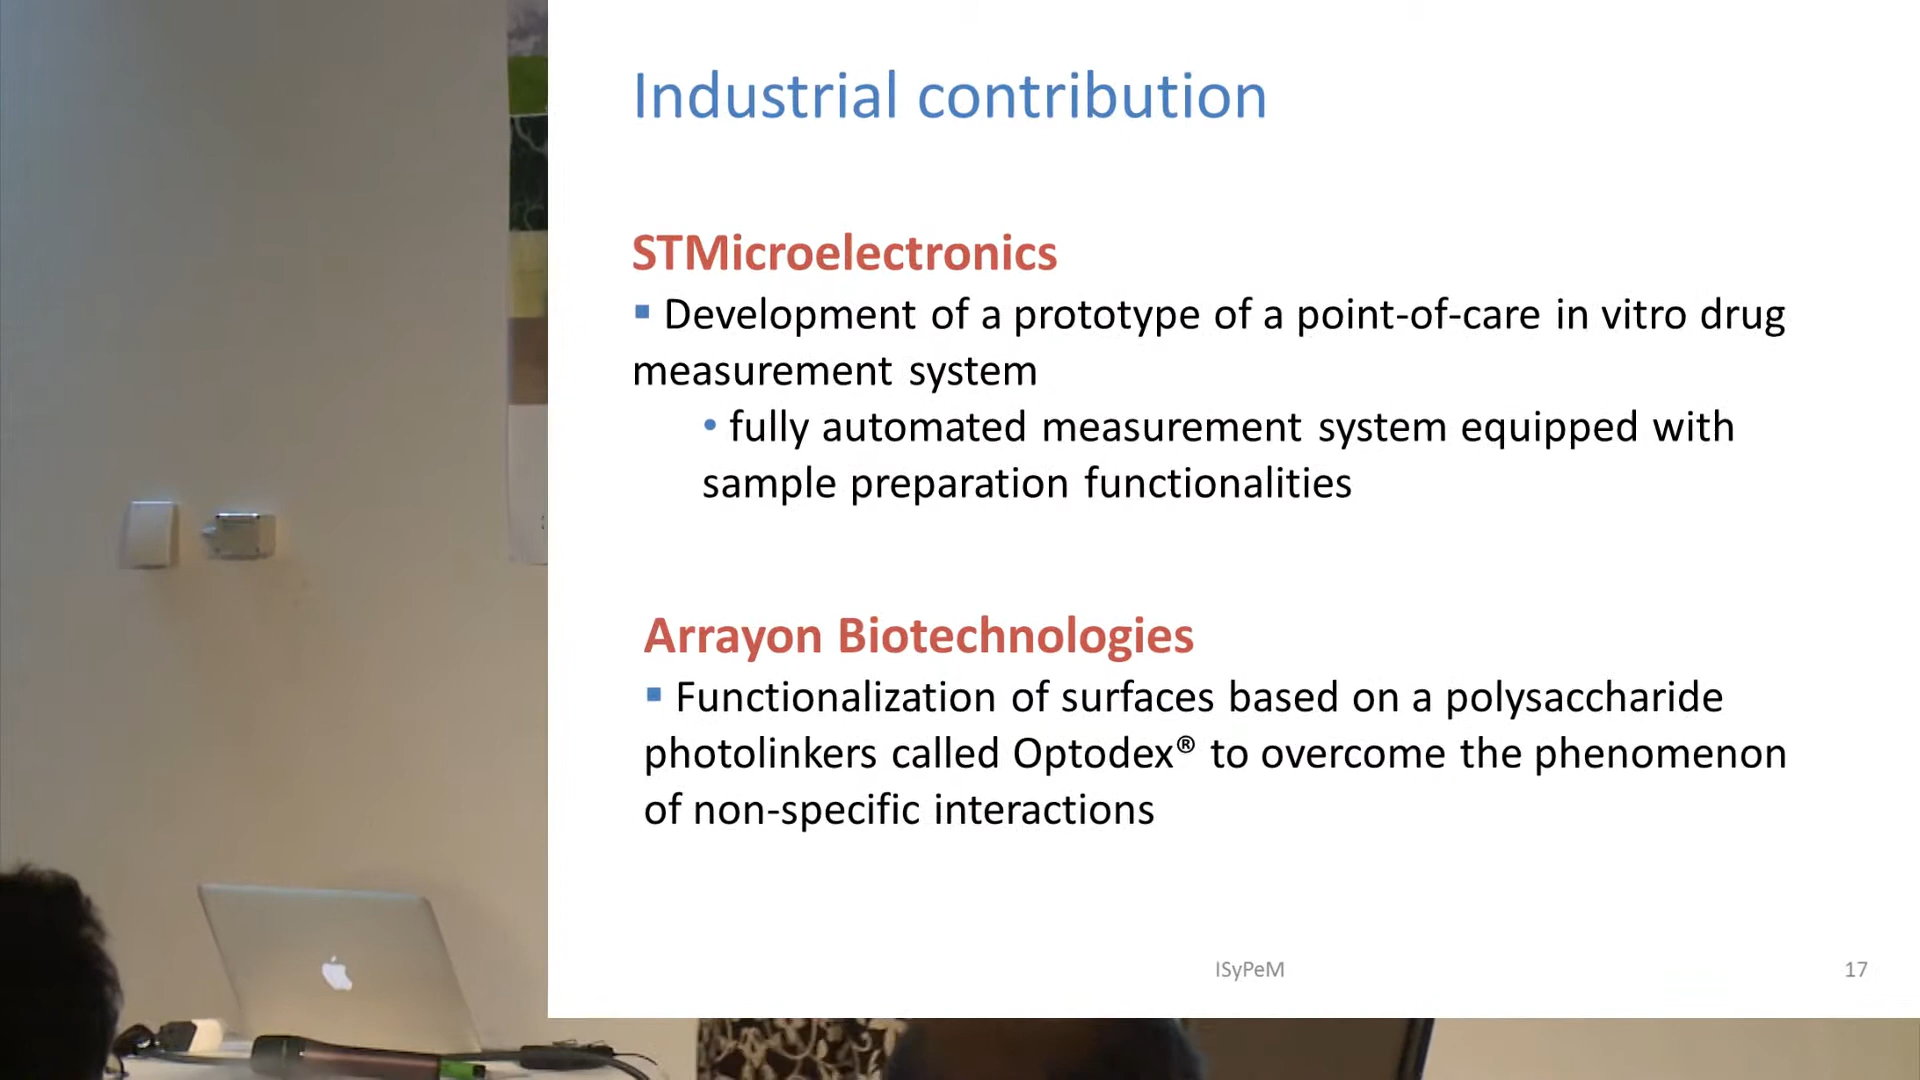 Industrial contribution
STMicroelectronics
▪ Development of a prototype of a point-of-care in vitro drug
measurement system
• fully automated measurement system equipped with
sample preparation functionalities
Arrayon Biotechnologies
▪ Functionalization of surfaces based on a polysaccharide
photolinkers called Optodex® to overcome the phenomenon
of non-specific interactions
ISyPeM
17